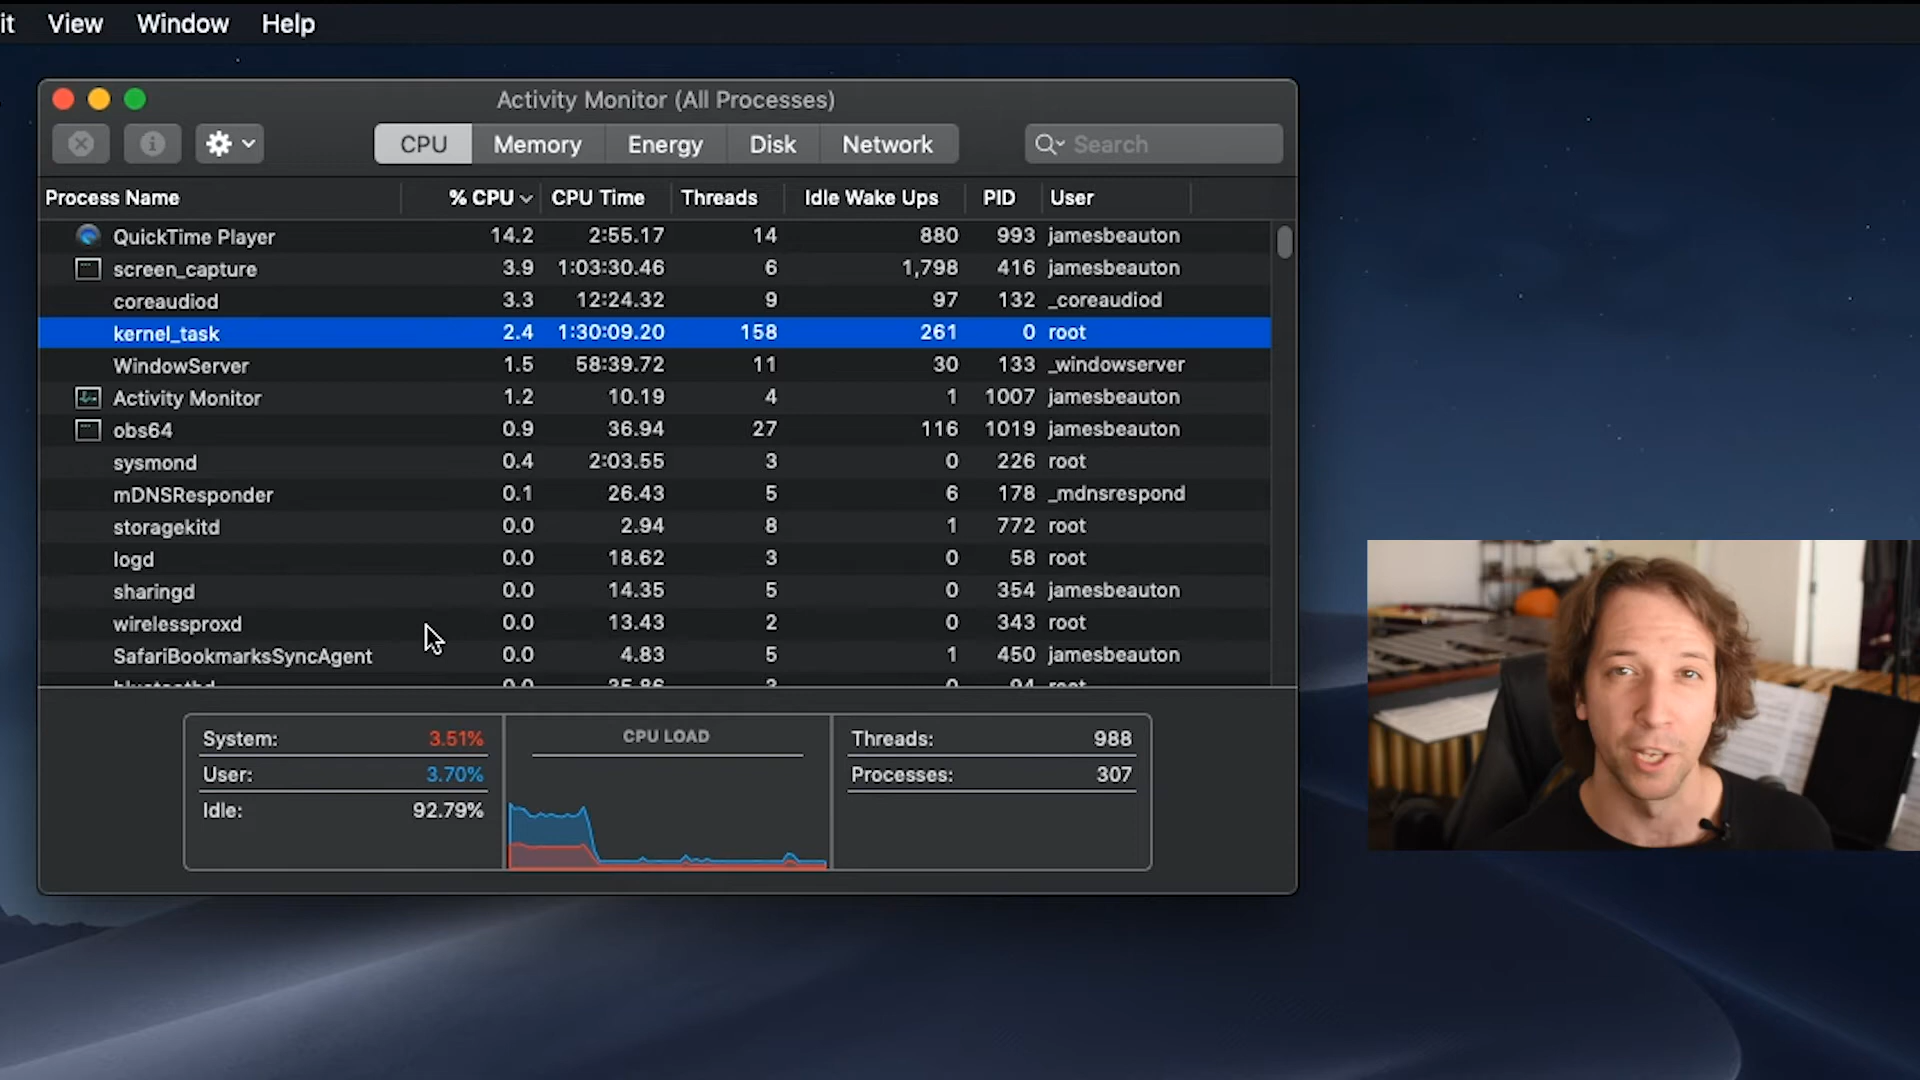 it View Window Help
Activity Monitor (All Processes)
CPU Memory Energy Disk Network Search
Process Name % CPU CPU Time Threads Idle Wake Ups PID User
QuickTime Player 14.2 2:55.17 14 880 993 jamesbeauton
screen_capture 3.9 1:03:30.46 6 1,798 416 jamesbeauton
coreaudiod 3.3 12:24.32 9 97 132 _coreaudiod
kernel_task 2.4 1:30:09.20 158 261 0 root
WindowServer 1.5 58:39.72 11 30 133 _windowserver
Activity Monitor 1.2 10.19 4 1 1007 jamesbeauton
obs64 0.9 36.94 27 116 1019 jamesbeauton
sysmond 0.4 2:03.55 3 0 226 root
mDNSResponder 0.1 26.43 5 6 178 _mdnsrespond
storagekitd 0.0 2.94 8 1 772 root
logd 0.0 18.62 3 0 58 root
sharingd 0.0 14.35 5 0 354 jamesbeauton
wirelessproxd 0.0 13.43 2 0 343 root
SafariBookmarksSyncAgent 0.0 4.83 5 1 450 jamesbeauton
System: 3.51% CPU LOAD Threads: 988
User: 3.70% Processes: 307
Idle: 92.79%